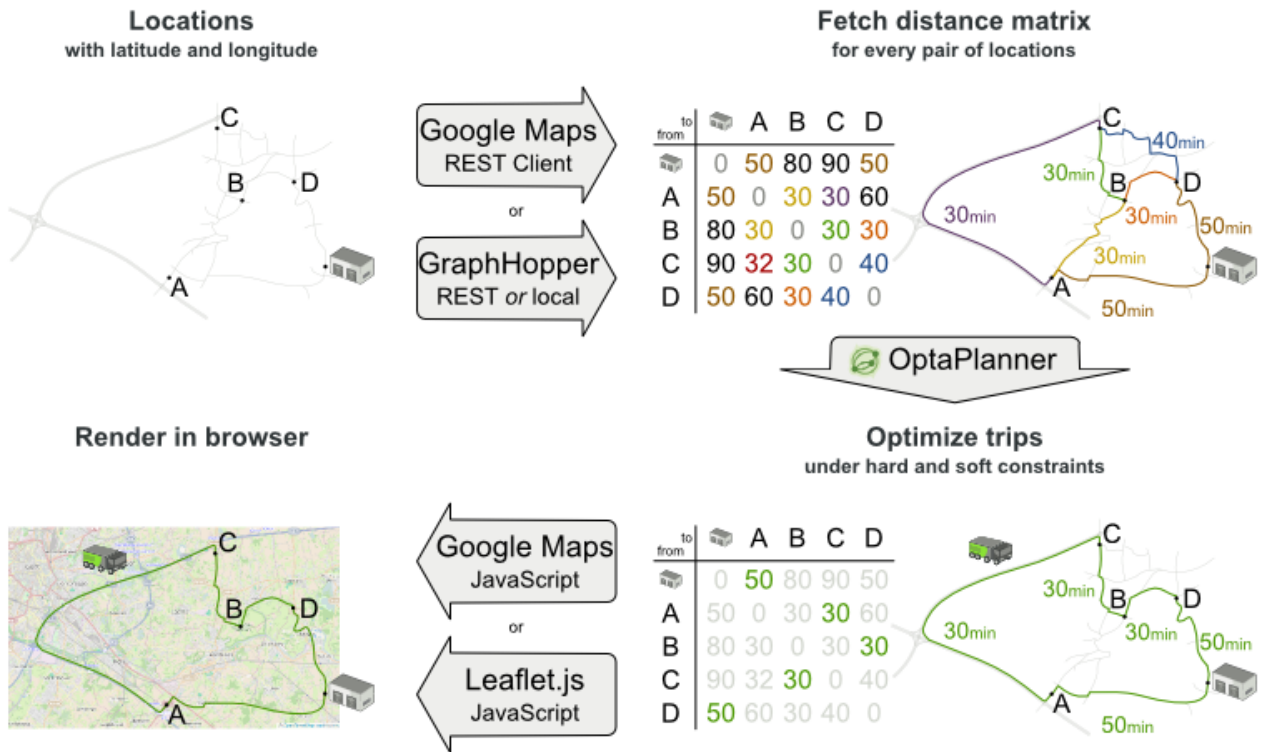 Locations
with latitude and longitude
C
B
D
A
Google Maps
REST Client
or
GraphHopper
REST or local
Fetch distance matrix
for every pair of locations
to
from
A B C D
0 50 80 90 50
A 50 0 30 30 60
B 80 30 0 30 30
C 90 32 30 0 40
D 50 60 30 40 0
C
40min
30min
B
D
30min
30min
50min
30min
A
50min
OptaPlanner
Render in browser
C
B
D
A
Google Maps
JavaScript
or
Leaflet.js
JavaScript
Optimize trips
under hard and soft constraints
to
from
A B C D
0 50 80 90 50
A 50 0 30 30 60
B 80 30 0 30 30
C 90 32 30 0 40
D 50 60 30 40 0
C
30min
B
D
30min
30min
50min
A
50min